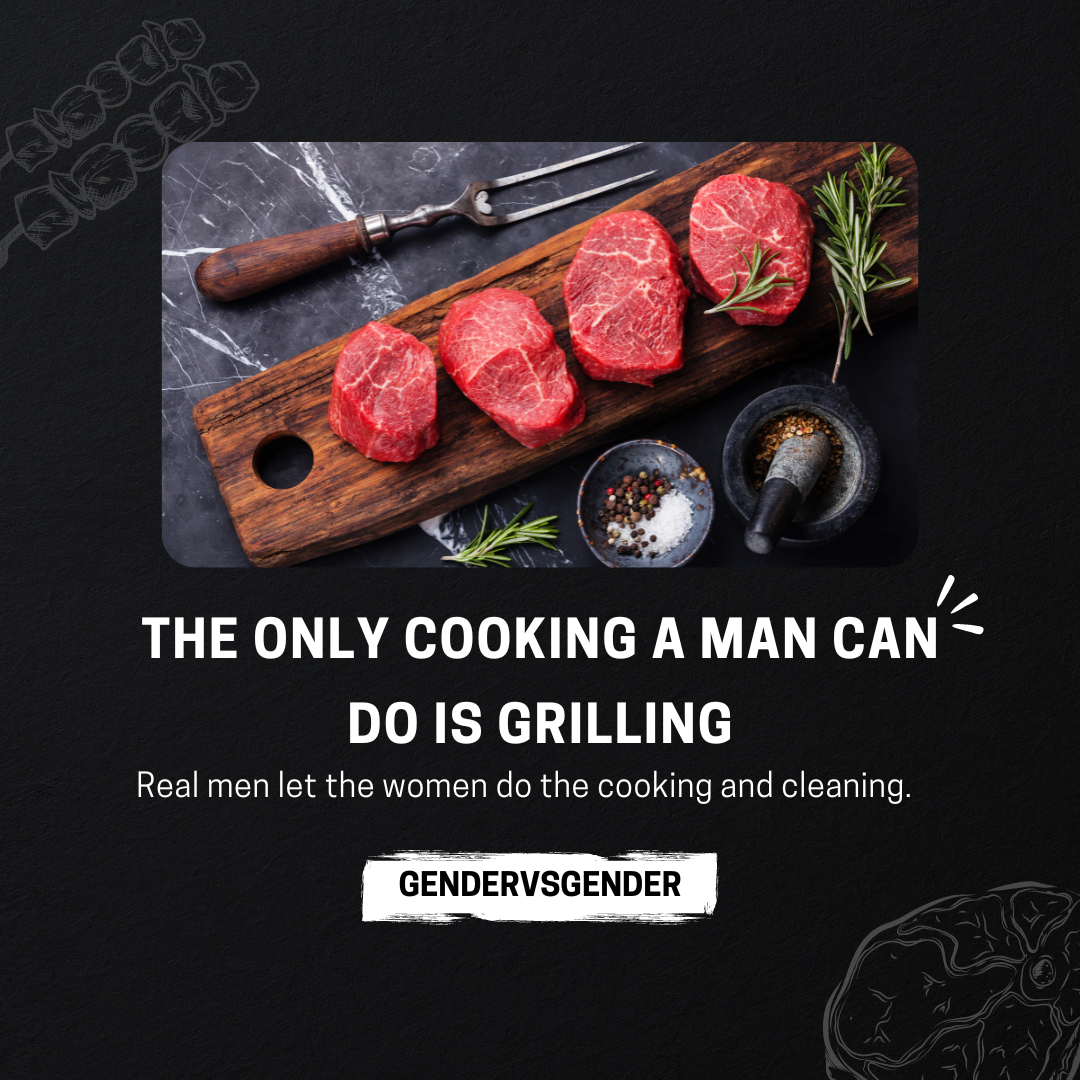 THE ONLY COOKING A MAN CAN
DO IS GRILLING
Real men let the women do the cooking and cleaning.
GENDERVSGENDER